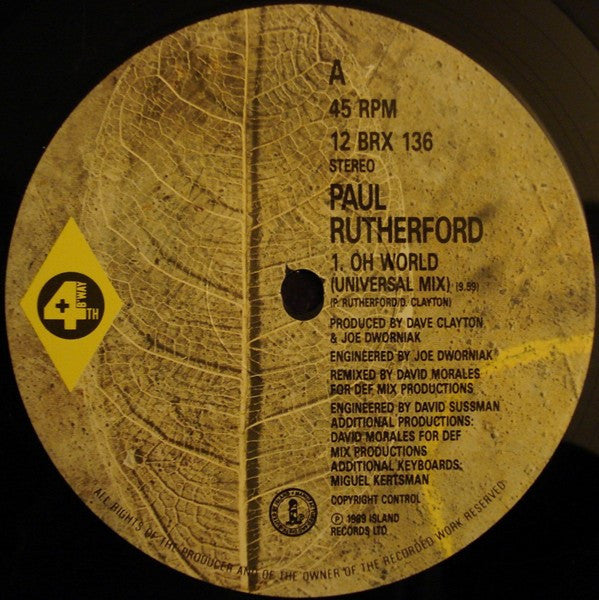 A
45 RPM
12 BRX 136
STEREO
PAUL
RUTHERFORD
1. OH WORLD
(UNIVERSAL MIX) (9.59)
(P. RUTHERFORD/D. CLAYTON)
PRODUCED BY DAVE CLAYTON
& JOE DWORNIAK
ENGINEERED BY JOE DWORNIAK
REMIXED BY DAVID MORALES
FOR DEF MIX PRODUCTIONS
ENGINEERED BY DAVID SUSSMAN
ADDITIONAL PRODUCTIONS:
DAVID MORALES FOR DEF
MIX PRODUCTIONS
ADDITIONAL KEYBOARDS:
MIGUEL KERTSMAN
COPYRIGHT CONTROL
℗ 1989 ISLAND
RECORDS LTD
4TH + B'WAY
ALL RIGHTS OF THE PRODUCER AND OF THE OWNER OF THE RECORDED WORK RESERVED